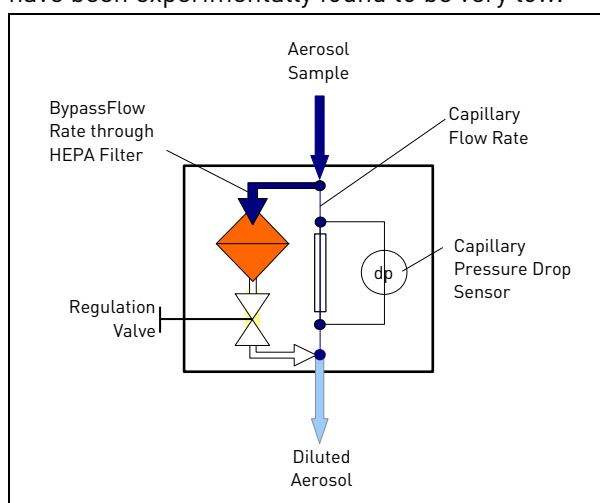 have been experimentally found to be very low.
Aerosol
Sample
BypassFlow
Rate through
HEPA Filter
Capillary
Flow Rate
dp
Capillary
Pressure Drop
Sensor
Regulation
Valve
Diluted
Aerosol